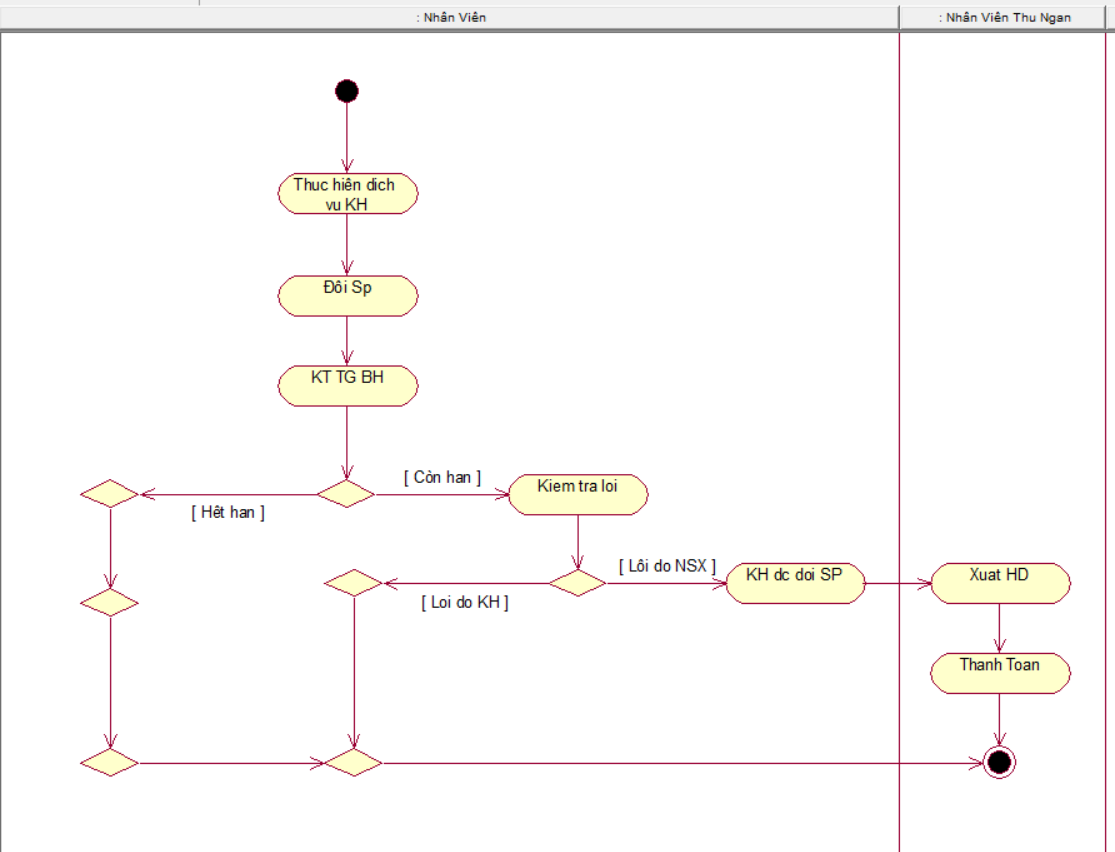 : Nhân Viên
: Nhân Viên Thu Ngan
Thuc hiên dich
vu KH
Đôi Sp
KT TG BH
[ Còn han ]
Kiem tra loi
[ Hêt han ]
[ Lôi do NSX ]
KH dc doi SP
Xuat HD
[ Loi do KH ]
Thanh Toan